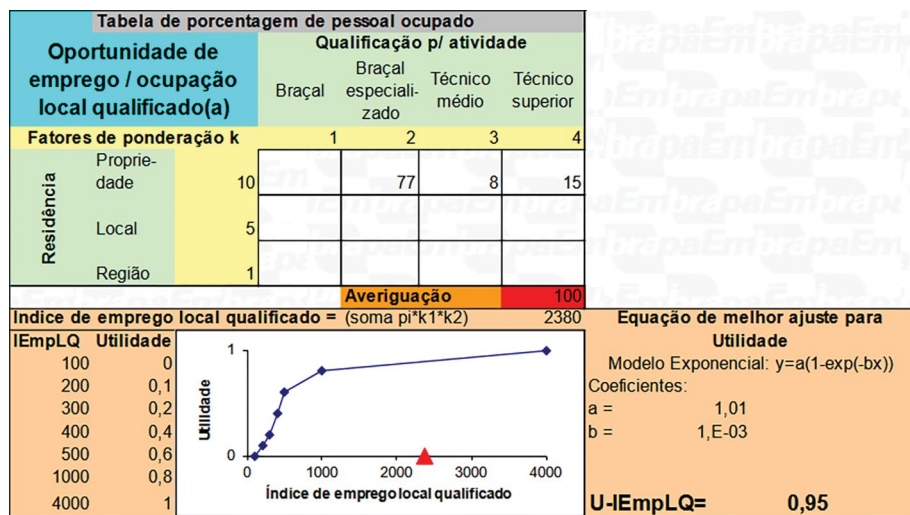 Tabela de porcentagem de pessoal ocupado
Oportunidade de
emprego / ocupação
local qualificado(a)
Qualificação p/ atividade
Braçal
Braçal
especiali-
zado
Técnico
médio
Técnico
superior
Fatores de ponderação k 1 2 3 4
Residência
Proprie-
dade 10 77 8 15
Local 5
Região 1
Averiguação 100
Indice de emprego local qualificado = (soma pi*k1*k2) 2380
IEmpLQ Utilidade
100 0
200 0,1
300 0,2
400 0,4
500 0,6
1000 0,8
4000 1
Utilidade
1
0
0 1000 2000 3000 4000
Índice de emprego local qualificado
Equação de melhor ajuste para
Utilidade
Modelo Exponencial: y=a(1-exp(-bx))
Coeficientes:
a = 1,01
b = 1,E-03
U-IEmpLQ= 0,95